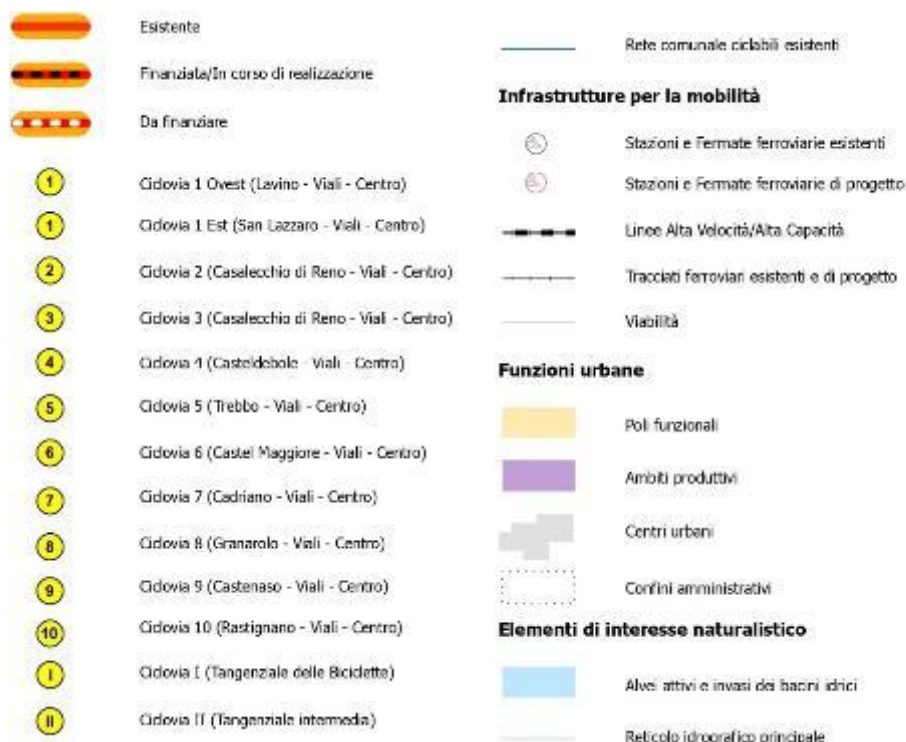 Esistente
Finanziata/In corso di realizzazione
Da finanziare
1 Ciclovia 1 Ovest (Lavino - Viali - Centro)
1 Ciclovia 1 Est (San Lazzaro - Viali - Centro)
2 Ciclovia 2 (Casalecchio di Reno - Viali - Centro)
3 Ciclovia 3 (Casalecchio di Reno - Viali - Centro)
4 Ciclovia 4 (Casteldebole - Viali - Centro)
5 Ciclovia 5 (Trebbo - Viali - Centro)
6 Ciclovia 6 (Castel Maggiore - Viali - Centro)
7 Ciclovia 7 (Cadriano - Viali - Centro)
8 Ciclovia 8 (Granarolo - Viali - Centro)
9 Ciclovia 9 (Castenaso - Viali - Centro)
10 Ciclovia 10 (Rastignano - Viali - Centro)
I Ciclovia I (Tangenziale delle Biciclette)
II Ciclovia II (Tangenziale intermedia)
Rete comunale ciclabili esistenti
Infrastrutture per la mobilità
Stazioni e Fermate ferroviarie esistenti
Stazioni e Fermate ferroviarie di progetto
Linee Alta Velocità/Alta Capacità
Tracciati ferroviari esistenti e di progetto
Viabilità
Funzioni urbane
Poli funzionali
Ambiti produttivi
Centri urbani
Confini amministrativi
Elementi di interesse naturalistico
Alvei attivi e invasi dei bacini idrici
Reticolo idrografico principale